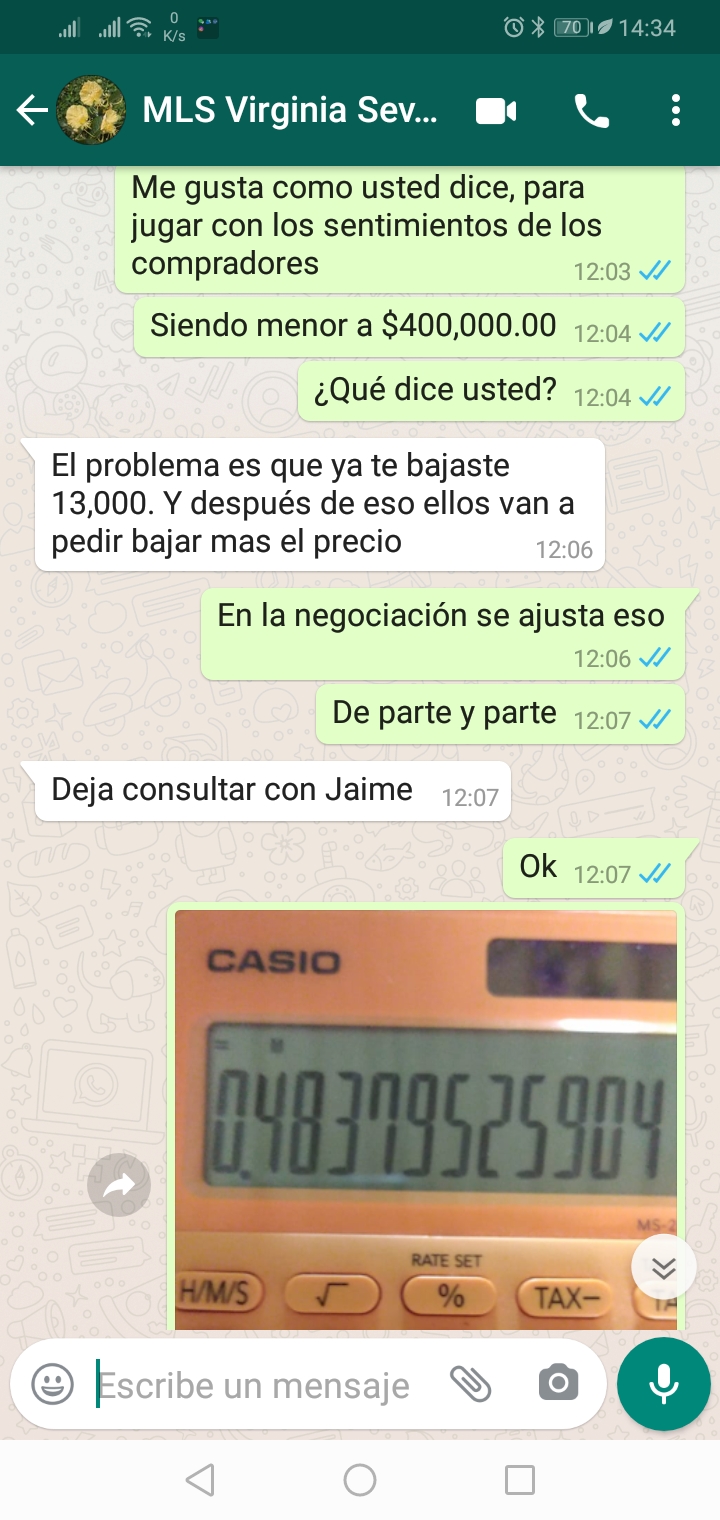 0
K/s
70
14:34
MLS Virginia Sev...
Me gusta como usted dice, para
jugar con los sentimientos de los
compradores
12:03
Siendo menor a $400,000.00 12:04
¿Qué dice usted? 12:04
El problema es que ya te bajaste
13,000. Y después de eso ellos van a
pedir bajar mas el precio
12:06
En la negociación se ajusta eso
12:06
De parte y parte 12:07
Deja consultar con Jaime 12:07
Ok 12:07
CASIO
= M
0.48379525904
MS-2
RATE SET
H/M/S √ % TAX− TA
Escribe un mensaje